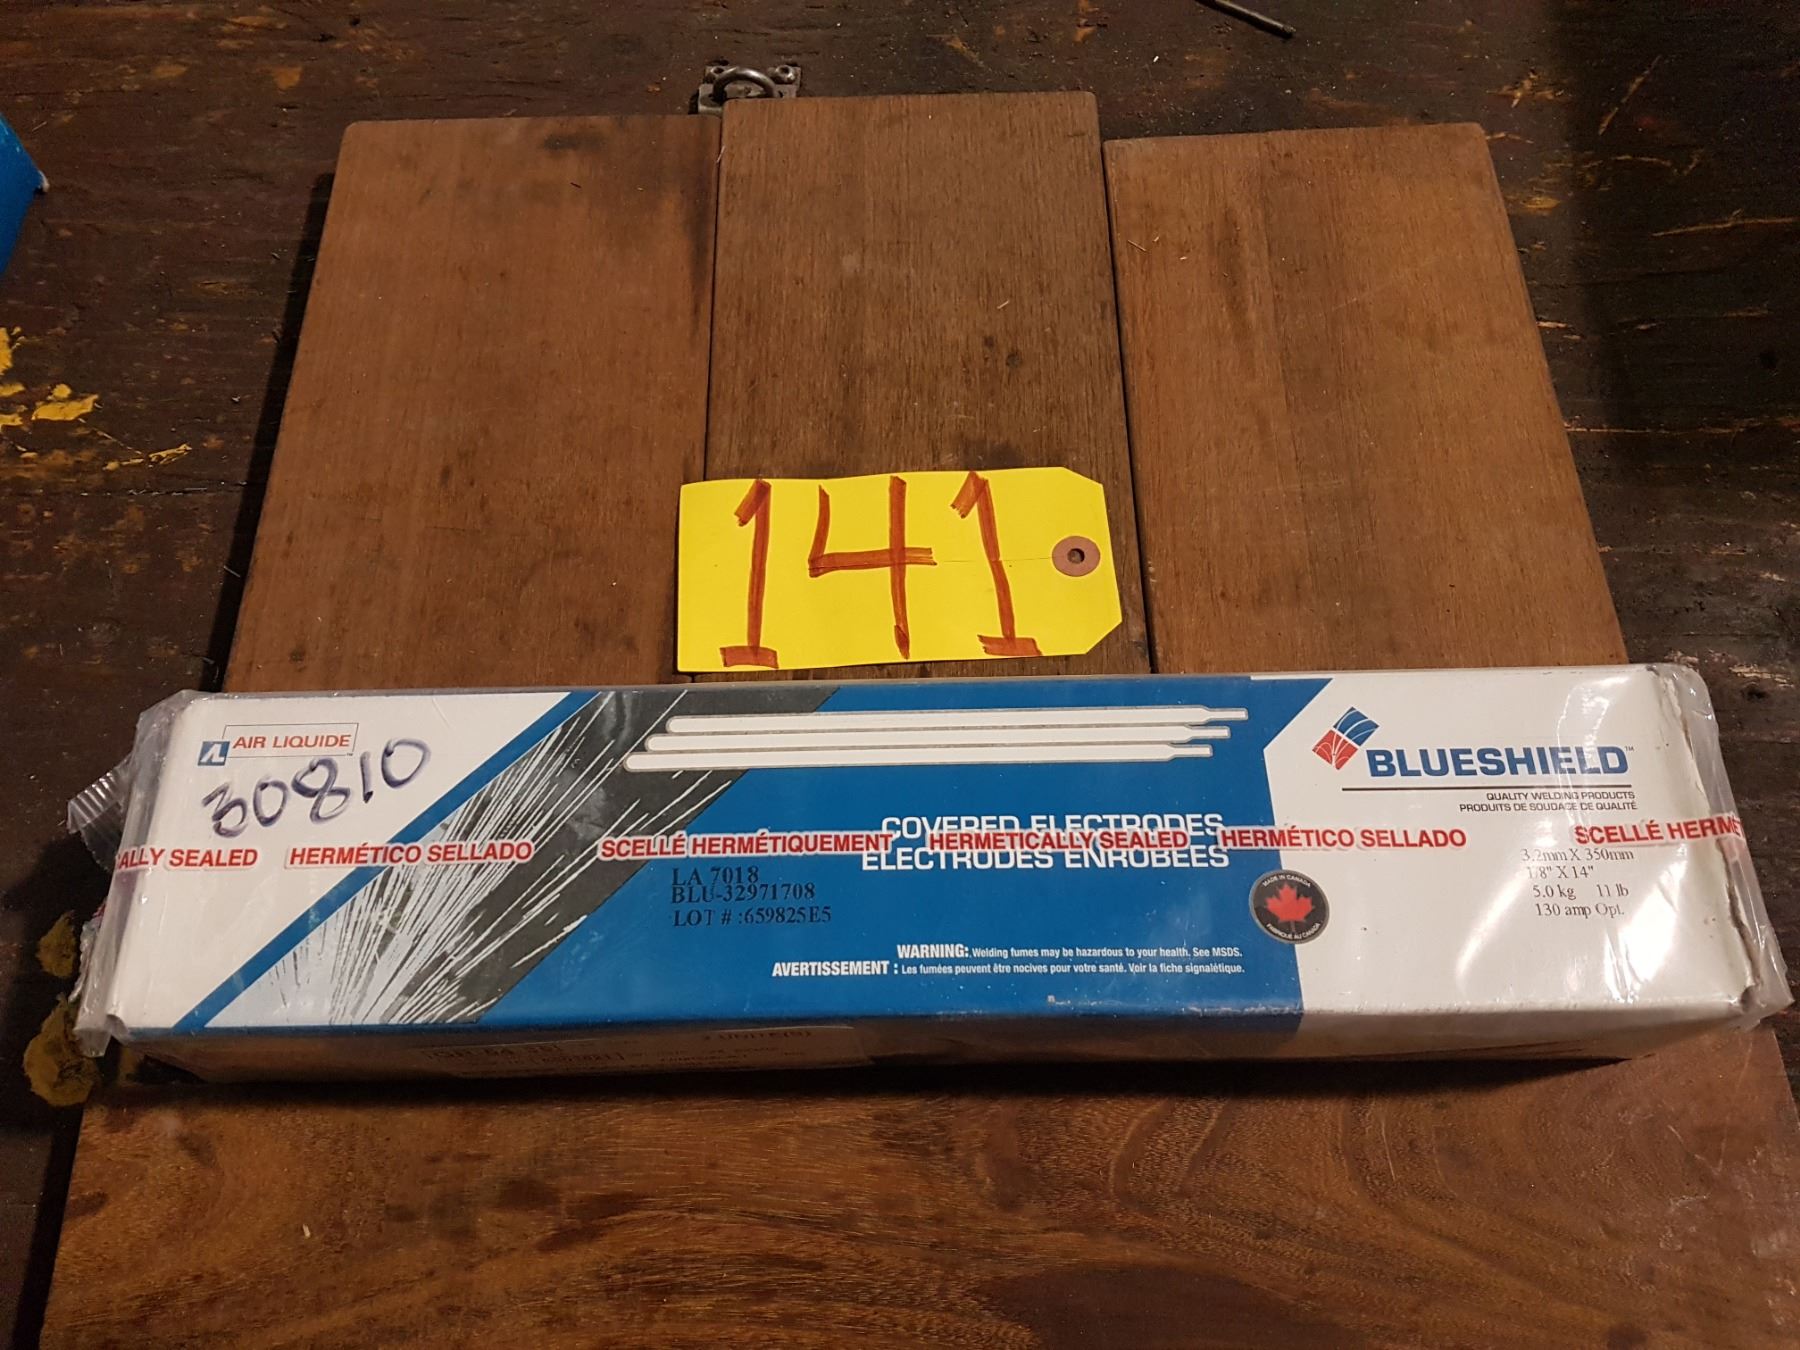 141
AIR LIQUIDE
30810
BLUESHIELD™
QUALITY WELDING PRODUCTS
PRODUITS DE SOUDAGE DE QUALITÉ
COVERED ELECTRODES
ALLY SEALED HERMÉTICO SELLADO SCELLÉ HERMÉTIQUEMENT HERMETICALLY SEALED HERMÉTICO SELLADO SCELLÉ HERMÉT
ELECTRODES ENROBÉES
3.2mm X 350mm
1/8" X 14"
5.0 kg 11 lb
130 amp Opt.
LA 7018
BLU-32971708
LOT # :659825E5
MADE IN CANADA
FABRIQUÉ AU CANADA
WARNING: Welding fumes may be hazardous to your health. See MSDS.
AVERTISSEMENT : Les fumées peuvent être nocives pour votre santé. Voir la fiche signalétique.